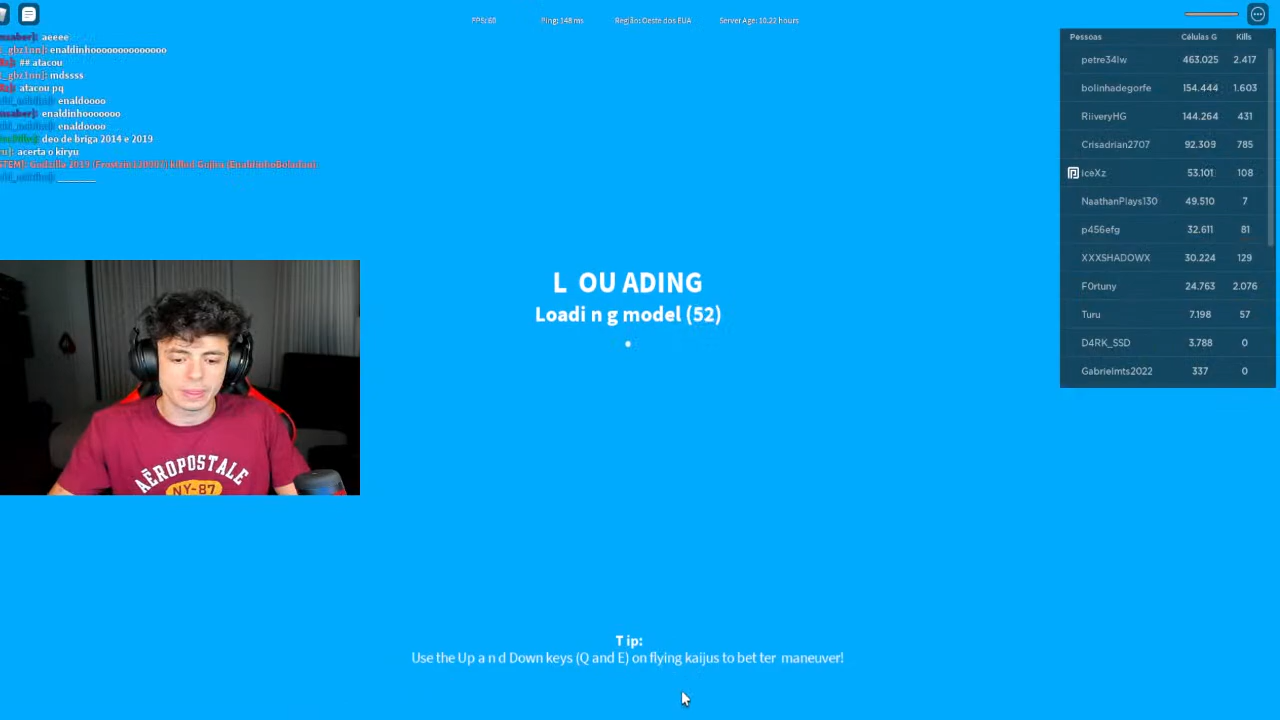 FPS:60 Ping: 148 ms Região: Oeste dos EUA Server Age: 10.22 hours
aeeee
enaldinhooooooooooooooo
## atacou
mdssss
atacou pq
enaldoooo
enaldinhooooooo
enaldoooo
deo de briga 2014 e 2019
acerta o kiryu
Pessoas Células G Kills
petre34lw 463.025 2.417
bolinhadegorfe 154.444 1.603
RiiveryHG 144.264 431
Crisadrian2707 92.309 785
iceXz 53.101 108
NaathanPlays130 49.510 7
p456efg 32.611 81
XXXSHADOWX 30.224 129
F0rtuny 24.763 2.076
Turu 7.198 57
D4RK_SSD 3.788 0
Gabrielmts2022 337 0
L OU ADING
Loadi n g model (52)
AÉROPOSTALE
NY-87
T ip:
Use the Up a n d Down keys (Q and E) on flying kaijus to bet ter maneuver!